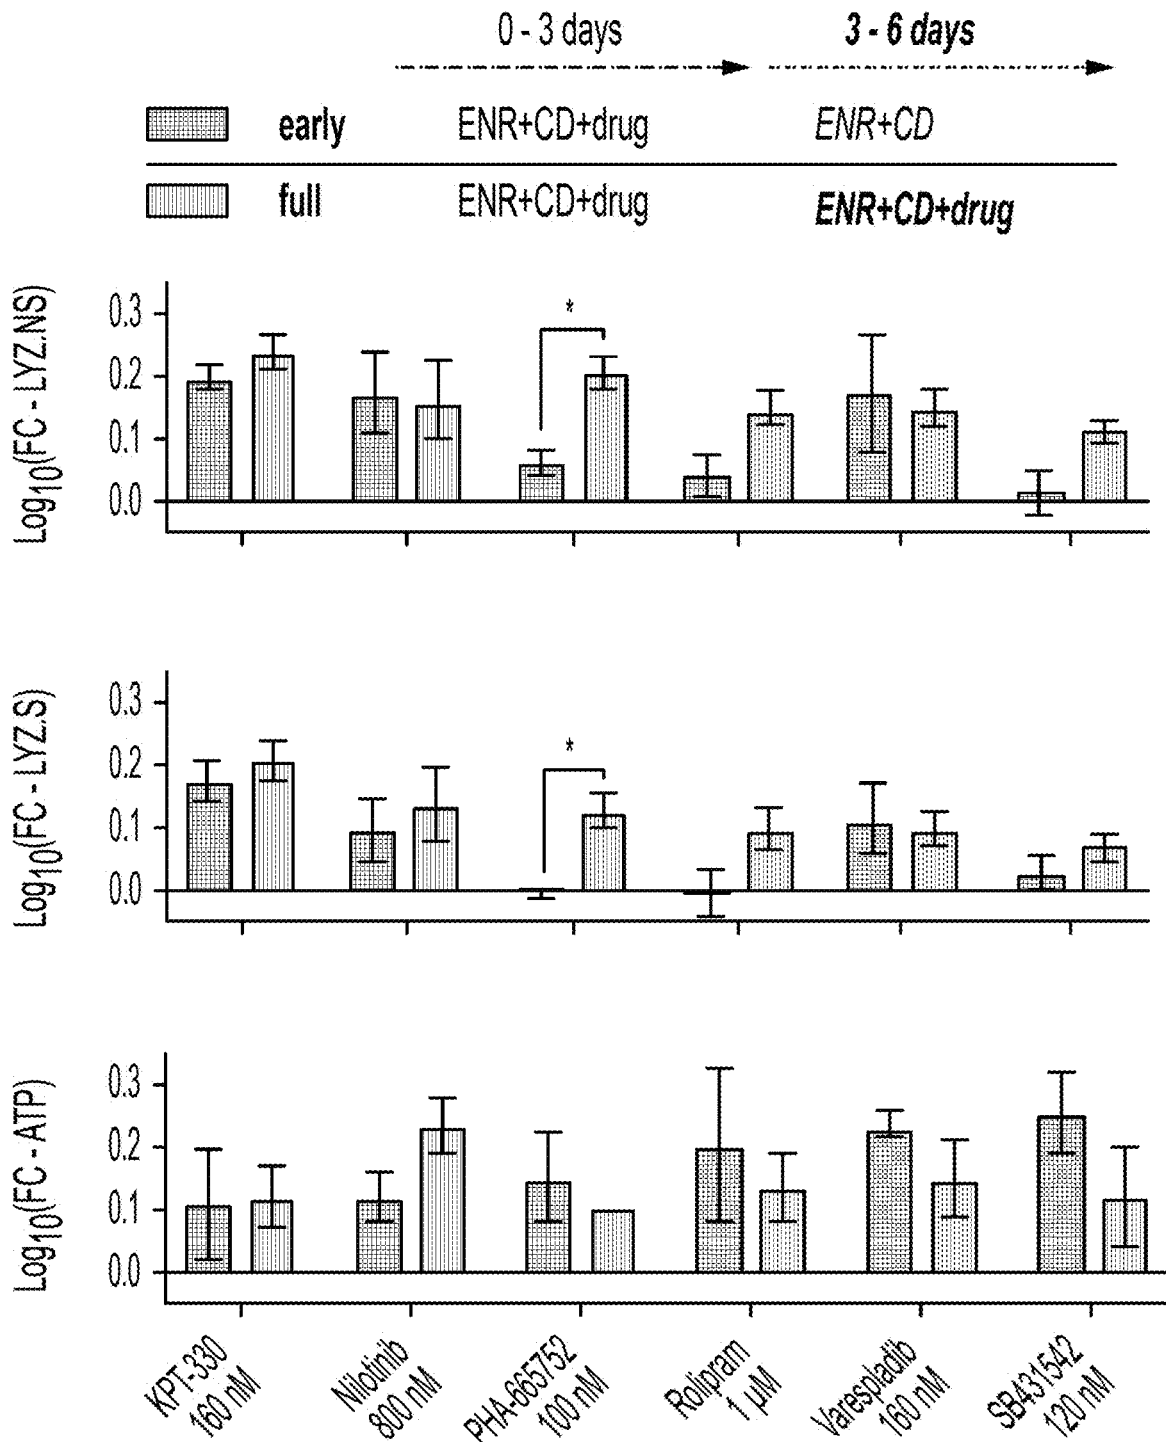 0 - 3 days 3 - 6 days
early ENR+CD+drug ENR+CD
full ENR+CD+drug ENR+CD+drug
Log10(FC - LYZ.NS)
0.3
0.2
0.1
0.0
*
Log10(FC - LYZ.S)
0.3
0.2
0.1
0.0
*
Log10(FC - ATP)
0.3
0.2
0.1
0.0
KPT-330
160 nM
Nilotinib
800 nM
PHA-665752
100 nM
Rolipram
1 µM
Varespladib
160 nM
SB431542
120 nM